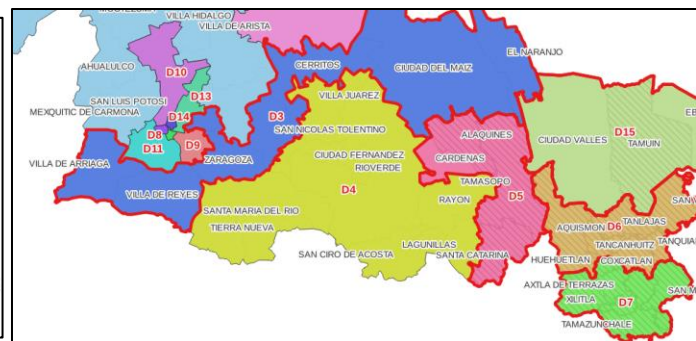 VILLA HIDALGO
VILLA DE ARISTA
AHUALULCO
D10
CERRITOS
CIUDAD DEL MAIZ
EL NARANJO
D13
VILLA JUAREZ
SAN LUIS POTOSI
MEXQUITIC DE CARMONA
D14
D3
SAN NICOLAS TOLENTINO
ALAQUINES
D15
D8
D9
D11
CIUDAD VALLES
TAMUIN
VILLA DE ARRIAGA
ZARAGOZA
CIUDAD FERNANDEZ
CARDENAS
RIOVERDE
VILLA DE REYES
D4
TAMASOPO
D5
RAYON
SANTA MARIA DEL RIO
TIERRA NUEVA
AQUISMON
D6
TANLAJAS
LAGUNILLAS
TANCANHUITZ
SAN CIRO DE ACOSTA
SANTA CATARINA
HUEHUETLAN
COXCATLAN
AXTLA DE TERRAZAS
XILITLA
D7
TAMAZUNCHALE